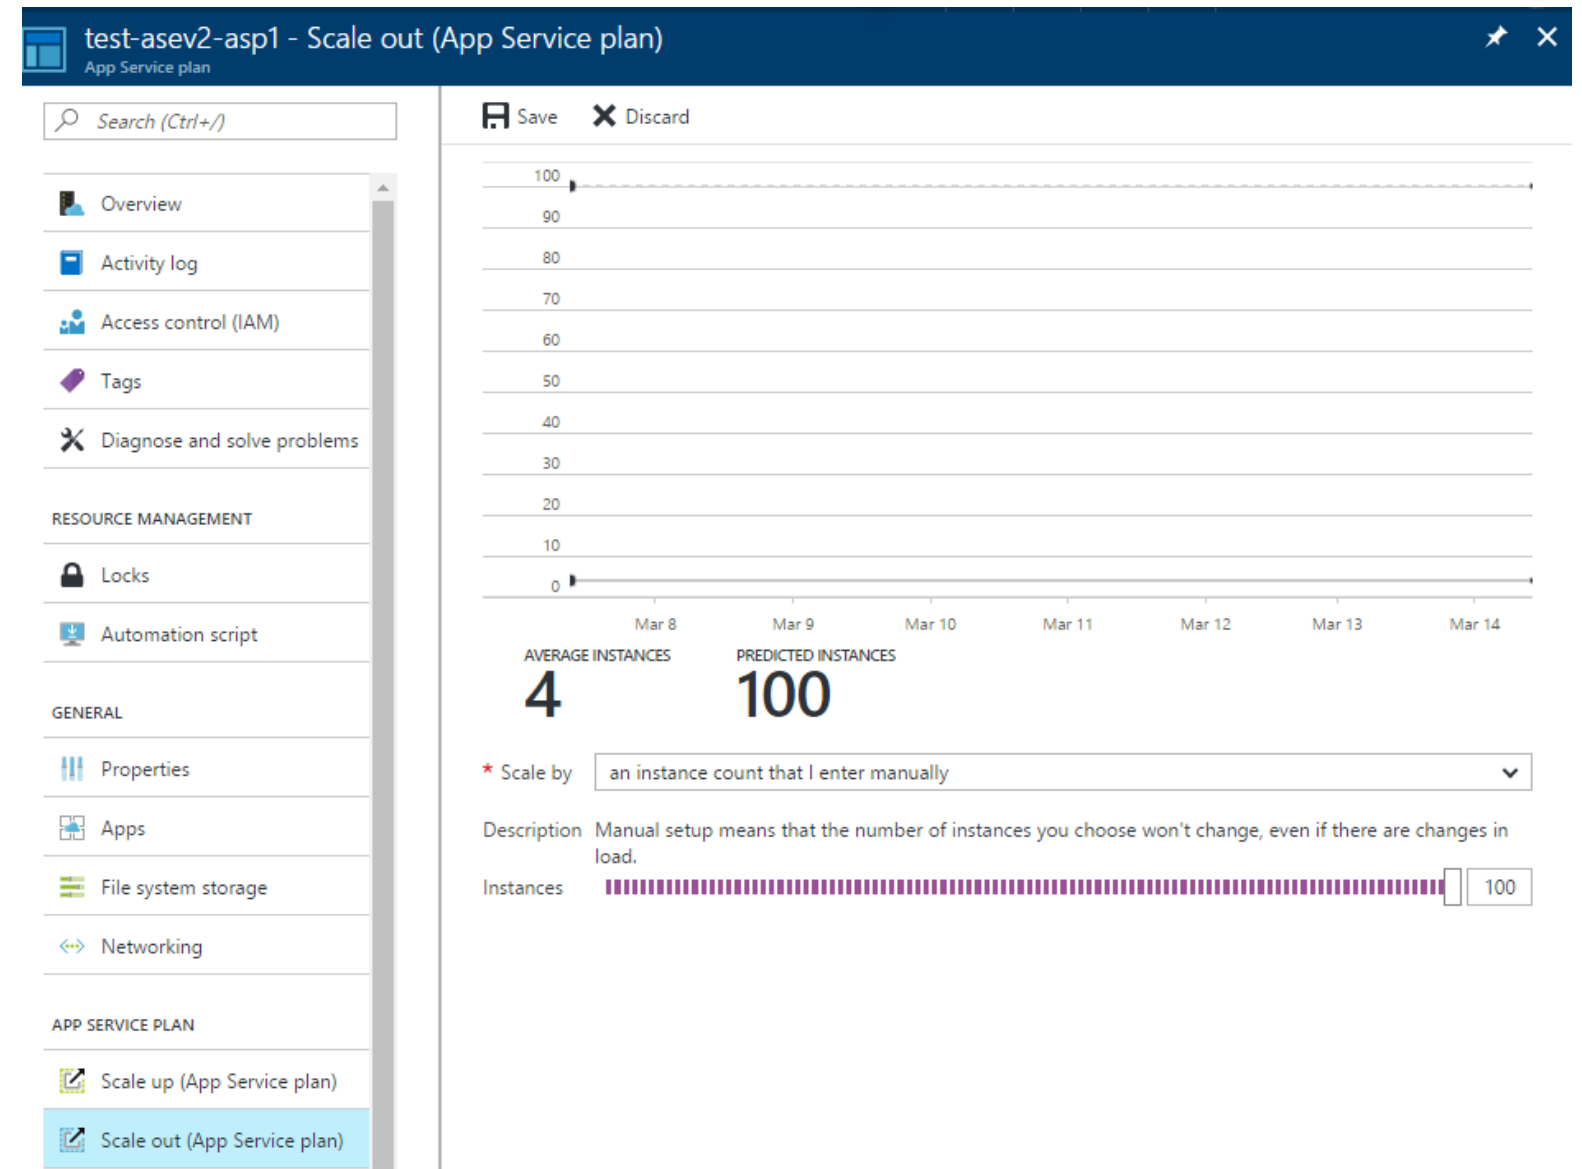 test-asev2-asp1 - Scale out (App Service plan)
App Service plan
Search (Ctrl+/)
Overview
Activity log
Access control (IAM)
Tags
Diagnose and solve problems
RESOURCE MANAGEMENT
Locks
Automation script
GENERAL
Properties
Apps
File system storage
Networking
APP SERVICE PLAN
Scale up (App Service plan)
Scale out (App Service plan)
Save Discard
100
90
80
70
60
50
40
30
20
10
0
Mar 8 Mar 9 Mar 10 Mar 11 Mar 12 Mar 13 Mar 14
AVERAGE INSTANCES PREDICTED INSTANCES
4 100
* Scale by an instance count that I enter manually
Description Manual setup means that the number of instances you choose won't change, even if there are changes in
load.
Instances 100